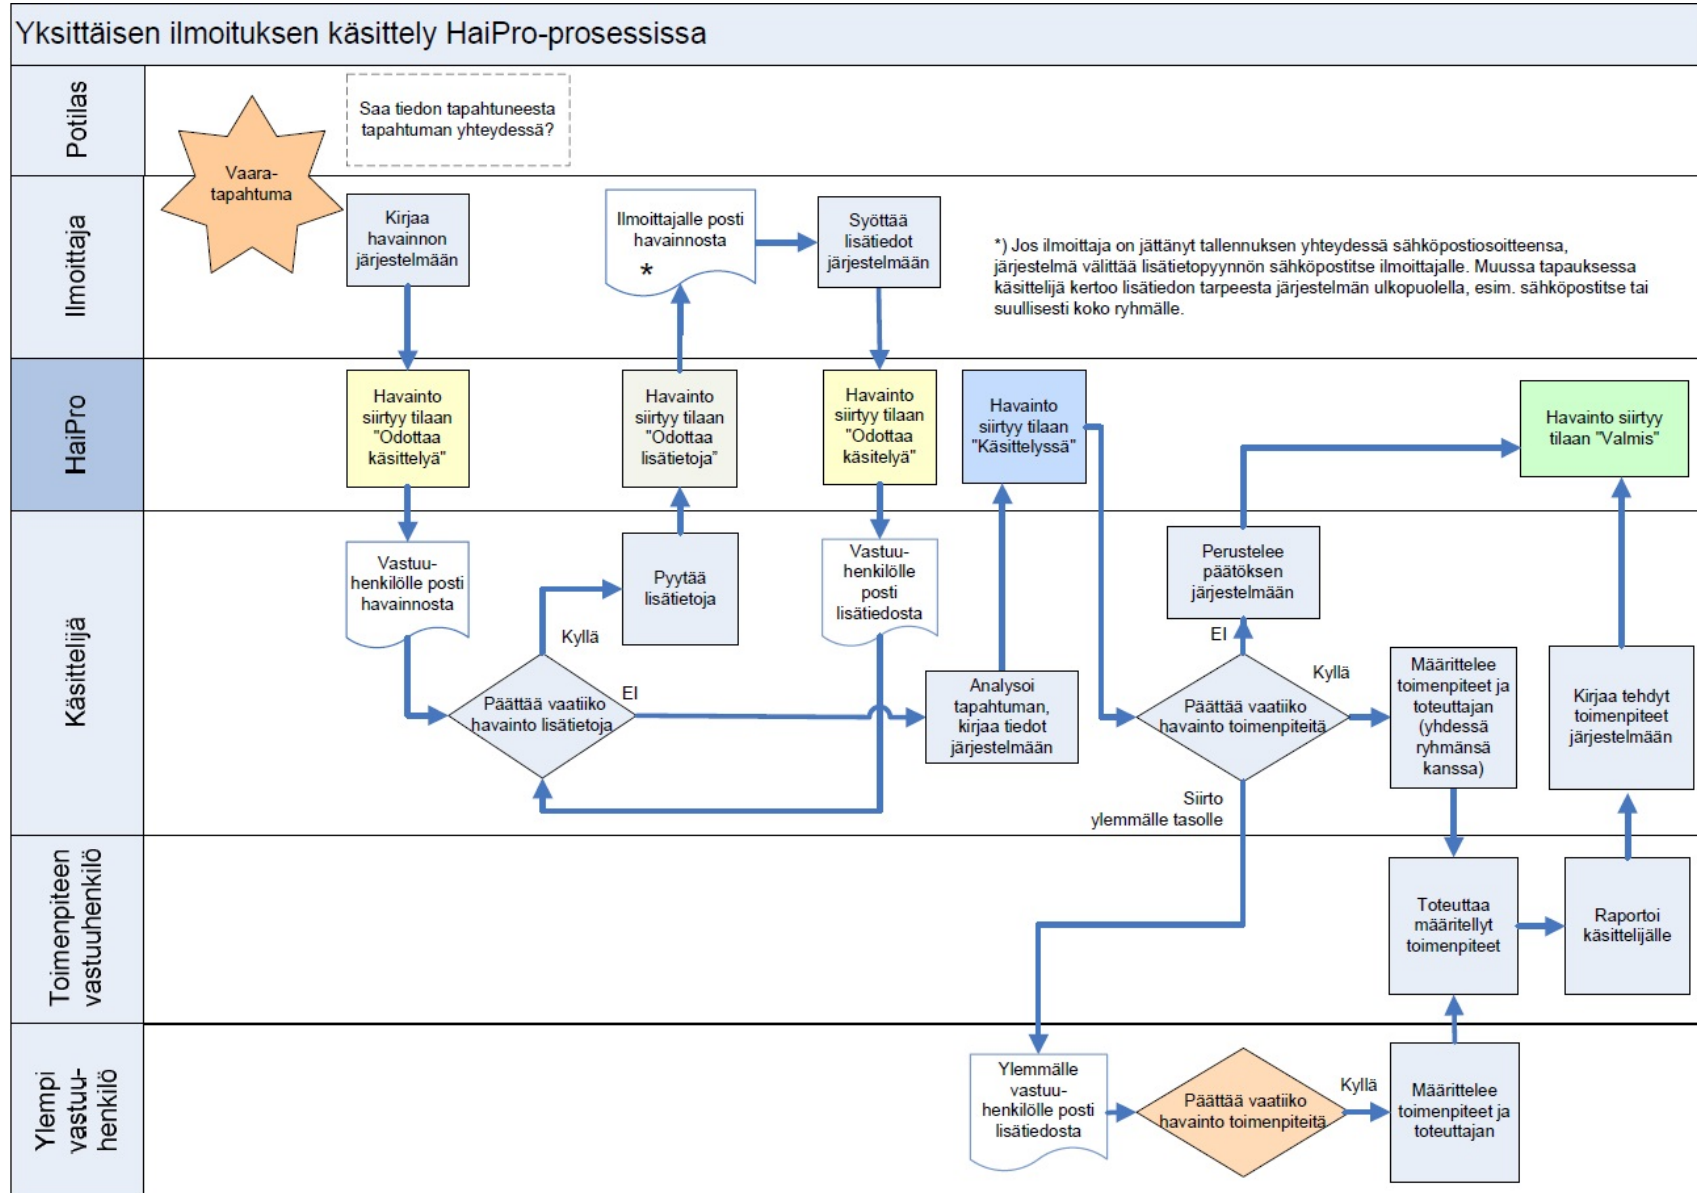 Yksittäisen ilmoituksen käsittely HaiPro-prosessissa
Potilas
Vaara-
tapahtuma
Saa tiedon tapahtuneesta
tapahtuman yhteydessä?
Ilmoittaja
Kirjaa
havainnon
järjestelmään
Ilmoittajalle posti
havainnosta
*
Syöttää
lisätiedot
järjestelmään
*) Jos ilmoittaja on jättänyt tallennuksen yhteydessä sähköpostiosoitteensa,
järjestelmä välittää lisätietopyynnön sähköpostitse ilmoittajalle. Muussa tapauksessa
käsittelijä kertoo lisätiedon tarpeesta järjestelmän ulkopuolella, esim. sähköpostitse tai
suullisesti koko ryhmälle.
HaiPro
Havainto
siirtyy tilaan
"Odottaa
käsittelyä"
Havainto
siirtyy tilaan
"Odottaa
lisätietoja"
Havainto
siirtyy tilaan
"Odottaa
käsitelyä"
Havainto
siirtyy tilaan
"Käsittelyssä"
Havainto siirtyy
tilaan "Valmis"
Käsittelijä
Vastuu-
henkilölle posti
havainnosta
Pyytää
lisätietoja
Kyllä
Päättää vaatiiko
havainto lisätietoja
EI
Vastuu-
henkilölle
posti
lisätiedosta
Analysoi
tapahtuman,
kirjaa tiedot
järjestelmään
Perustelee
päätöksen
järjestelmään
EI
Päättää vaatiiko
havainto toimenpiteitä
Kyllä
Siirto
ylemmälle tasolle
Määrittelee
toimenpiteet ja
toteuttajan
(yhdessä
ryhmänsä
kanssa)
Kirjaa tehdyt
toimenpiteet
järjestelmään
Toimenpiteen
vastuuhenkilö
Toteuttaa
määritellyt
toimenpiteet
Raportoi
käsittelijälle
Ylempi
vastuu-
henkilö
Ylemmälle
vastuu-
henkilölle posti
lisätiedosta
Päättää vaatiiko
havainto toimenpiteitä
Kyllä
Määrittelee
toimenpiteet ja
toteuttajan